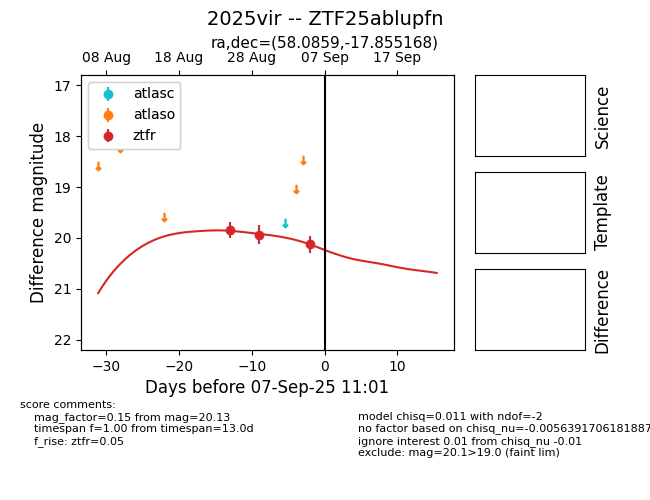 2025vir -- ZTF25ablupfn
ra,dec=(58.0859,-17.855168)
08 Aug 18 Aug 28 Aug 07 Sep 17 Sep
17
18
19
20
21
22
Difference magnitude
atlasc
atlaso
ztfr
−30 −20 −10 0 10
Days before 07-Sep-25 11:01
Science
Template
Difference
score comments:
mag_factor=0.15 from mag=20.13
timespan f=1.00 from timespan=13.0d
f_rise: ztfr=0.05
model chisq=0.011 with ndof=-2
no factor based on chisq_nu=-0.0056391706181887
ignore interest 0.01 from chisq_nu -0.01
exclude: mag=20.1>19.0 (faint lim)